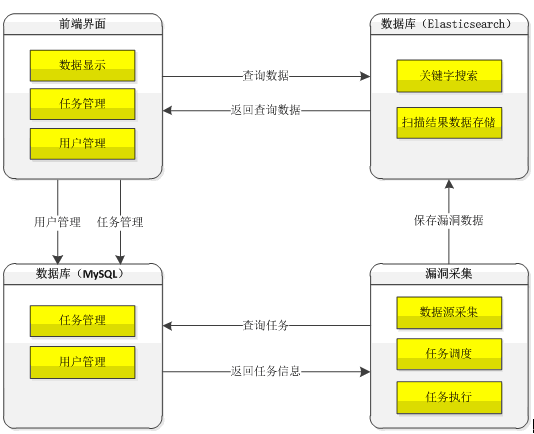 前端界面
数据显示
任务管理
用户管理
查询数据
返回查询数据
数据库（Elasticsearch）
关键字搜索
扫描结果数据存储
用户管理
任务管理
保存漏洞数据
数据库（MySQL）
任务管理
用户管理
查询任务
返回任务信息
漏洞采集
数据源采集
任务调度
任务执行